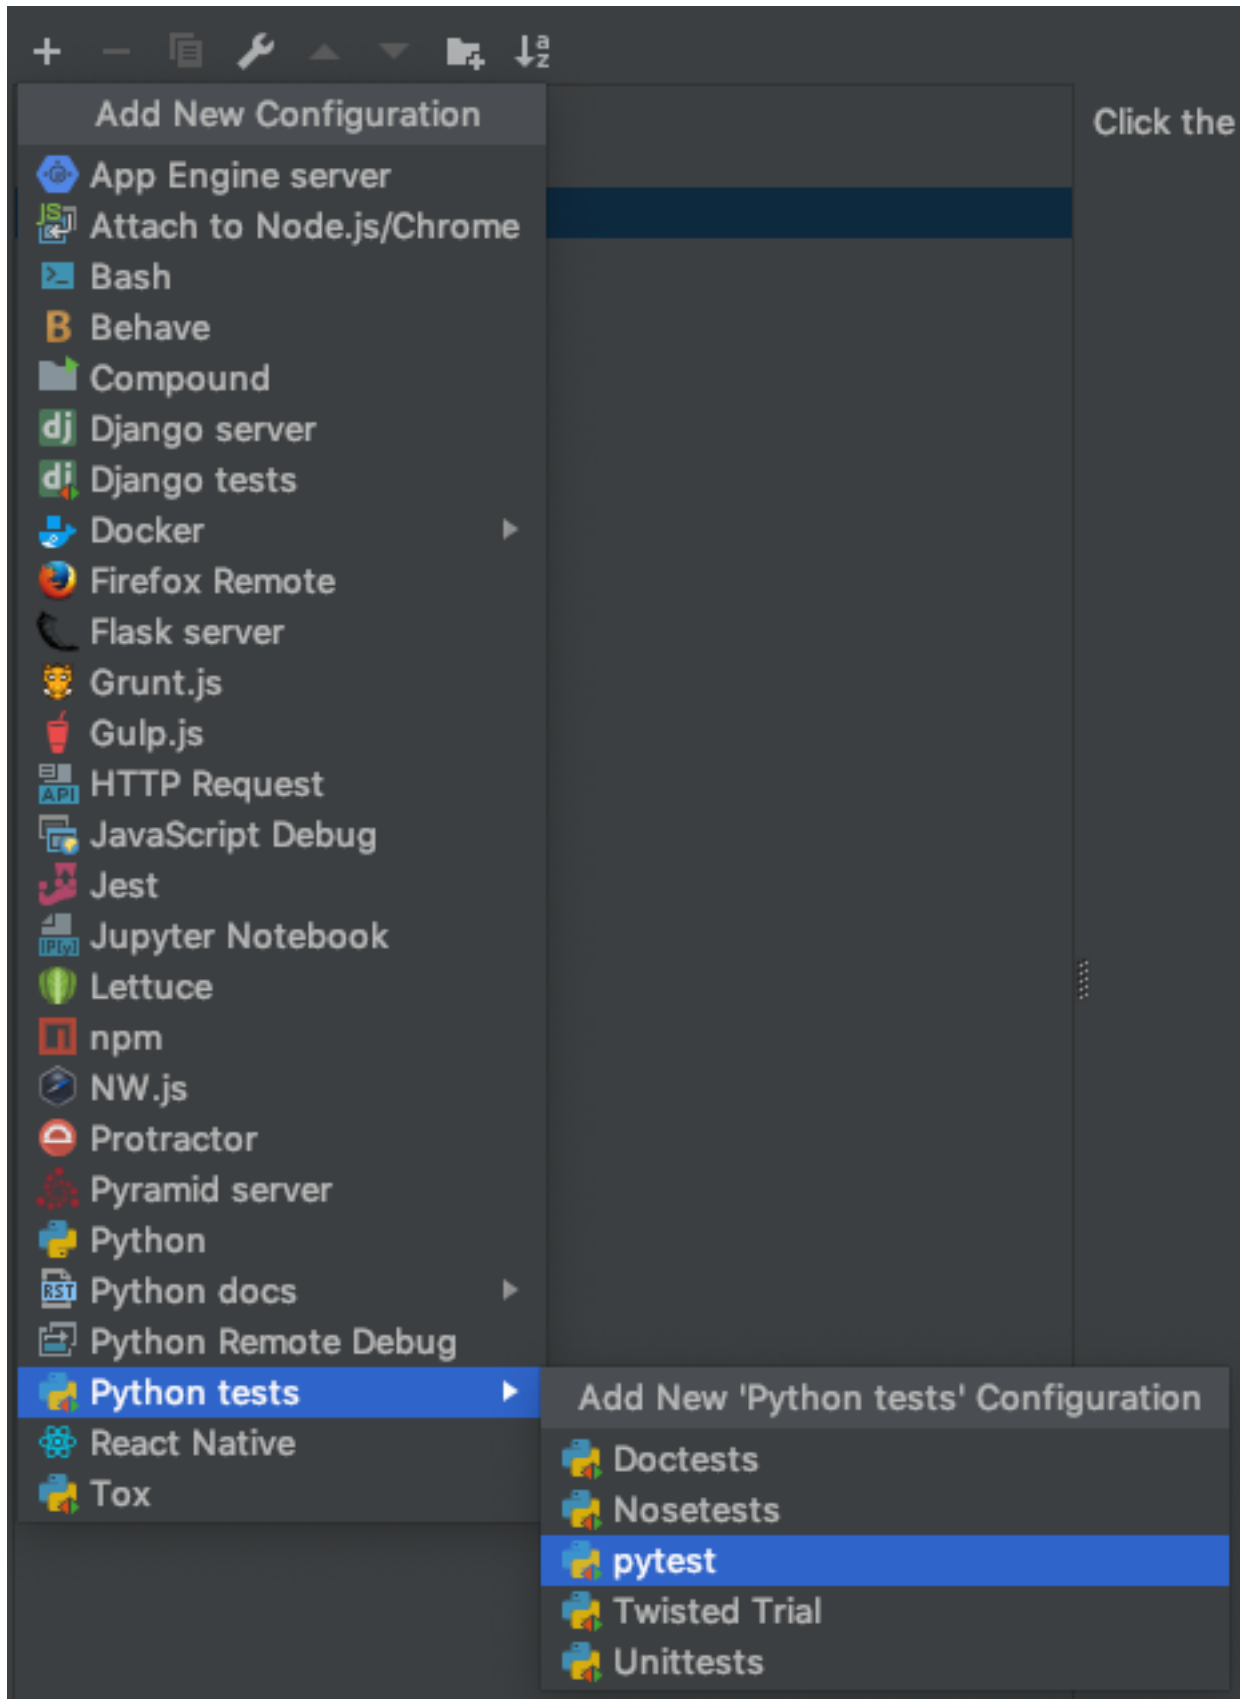 Add New Configuration
Click the
App Engine server
Attach to Node.js/Chrome
Bash
Behave
Compound
Django server
Django tests
Docker
Firefox Remote
Flask server
Grunt.js
Gulp.js
HTTP Request
JavaScript Debug
Jest
Jupyter Notebook
Lettuce
npm
NW.js
Protractor
Pyramid server
Python
Python docs
Python Remote Debug
Python tests
React Native
Tox
Add New 'Python tests' Configuration
Doctests
Nosetests
pytest
Twisted Trial
Unittests